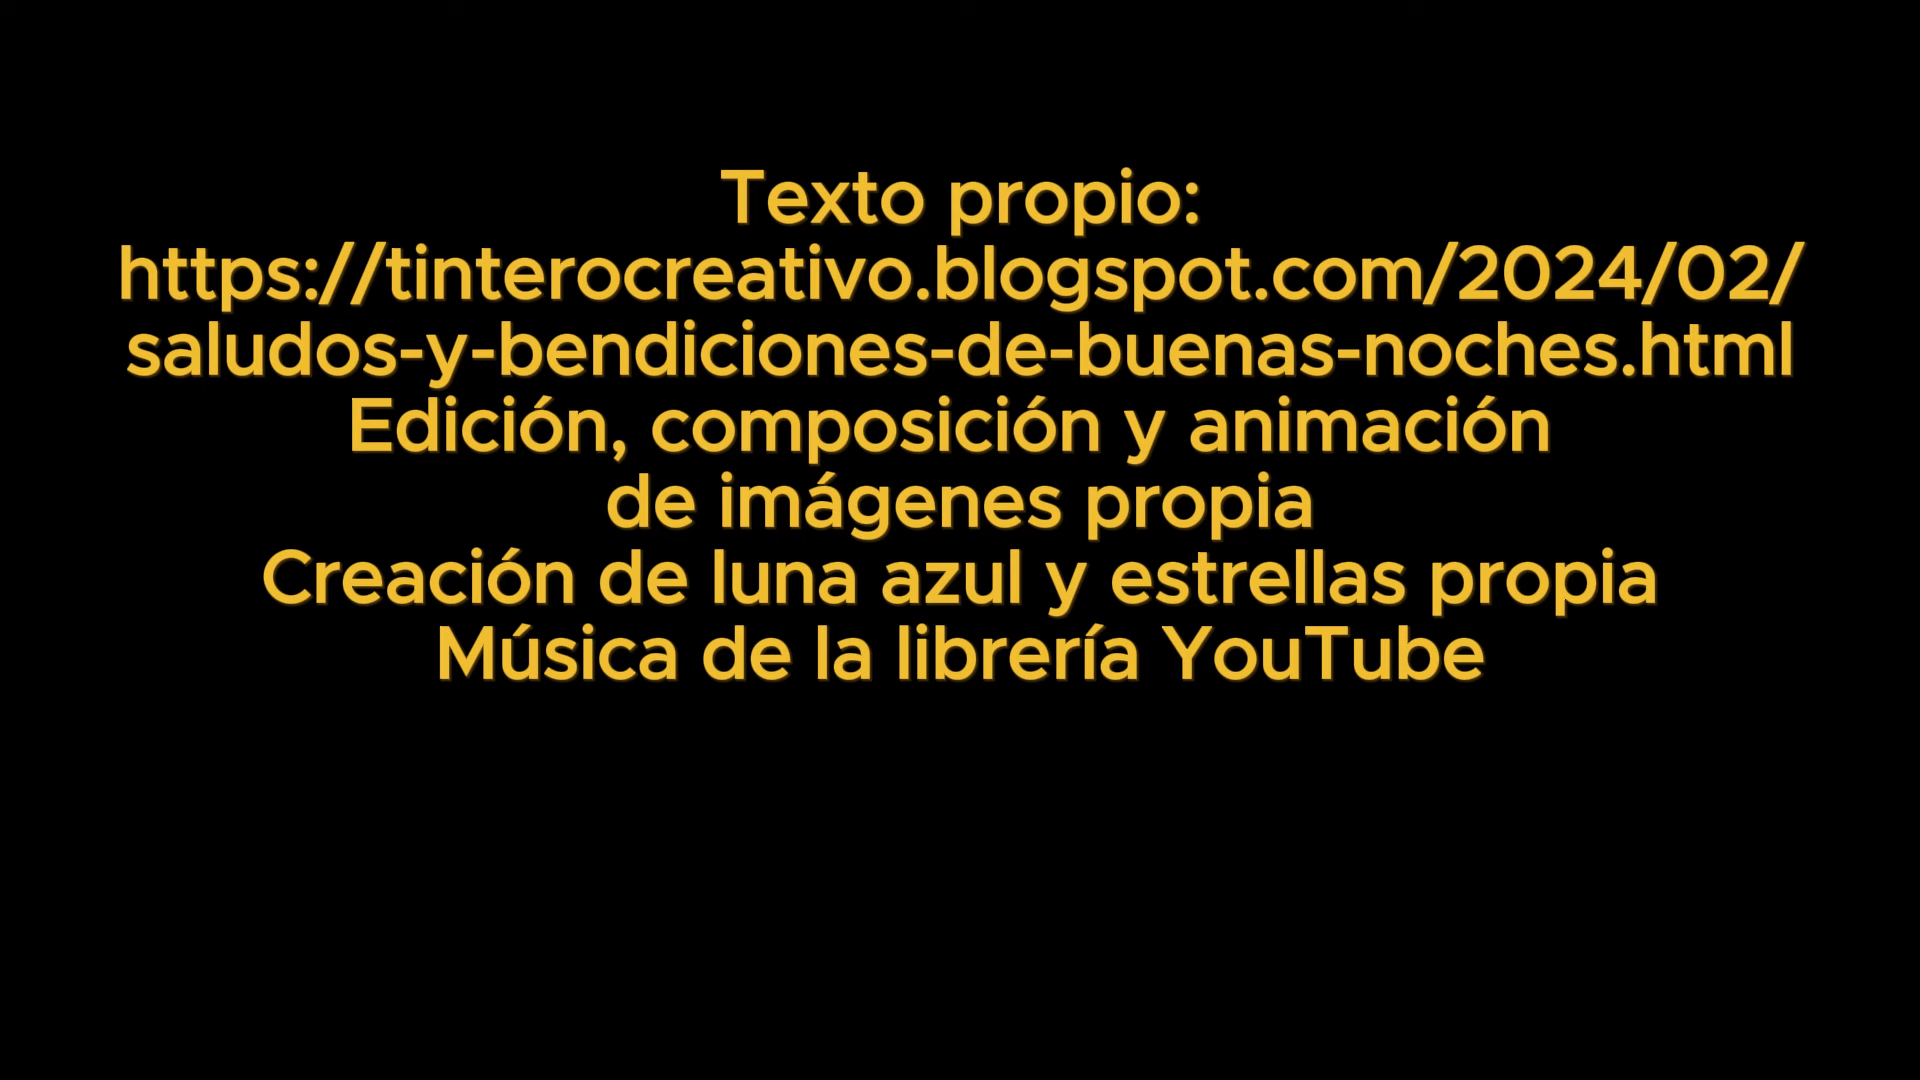 Texto propio:
https://tinterocreativo.blogspot.com/2024/02/
saludos-y-bendiciones-de-buenas-noches.html
Edición, composición y animación
de imágenes propia
Creación de luna azul y estrellas propia
Música de la librería YouTube